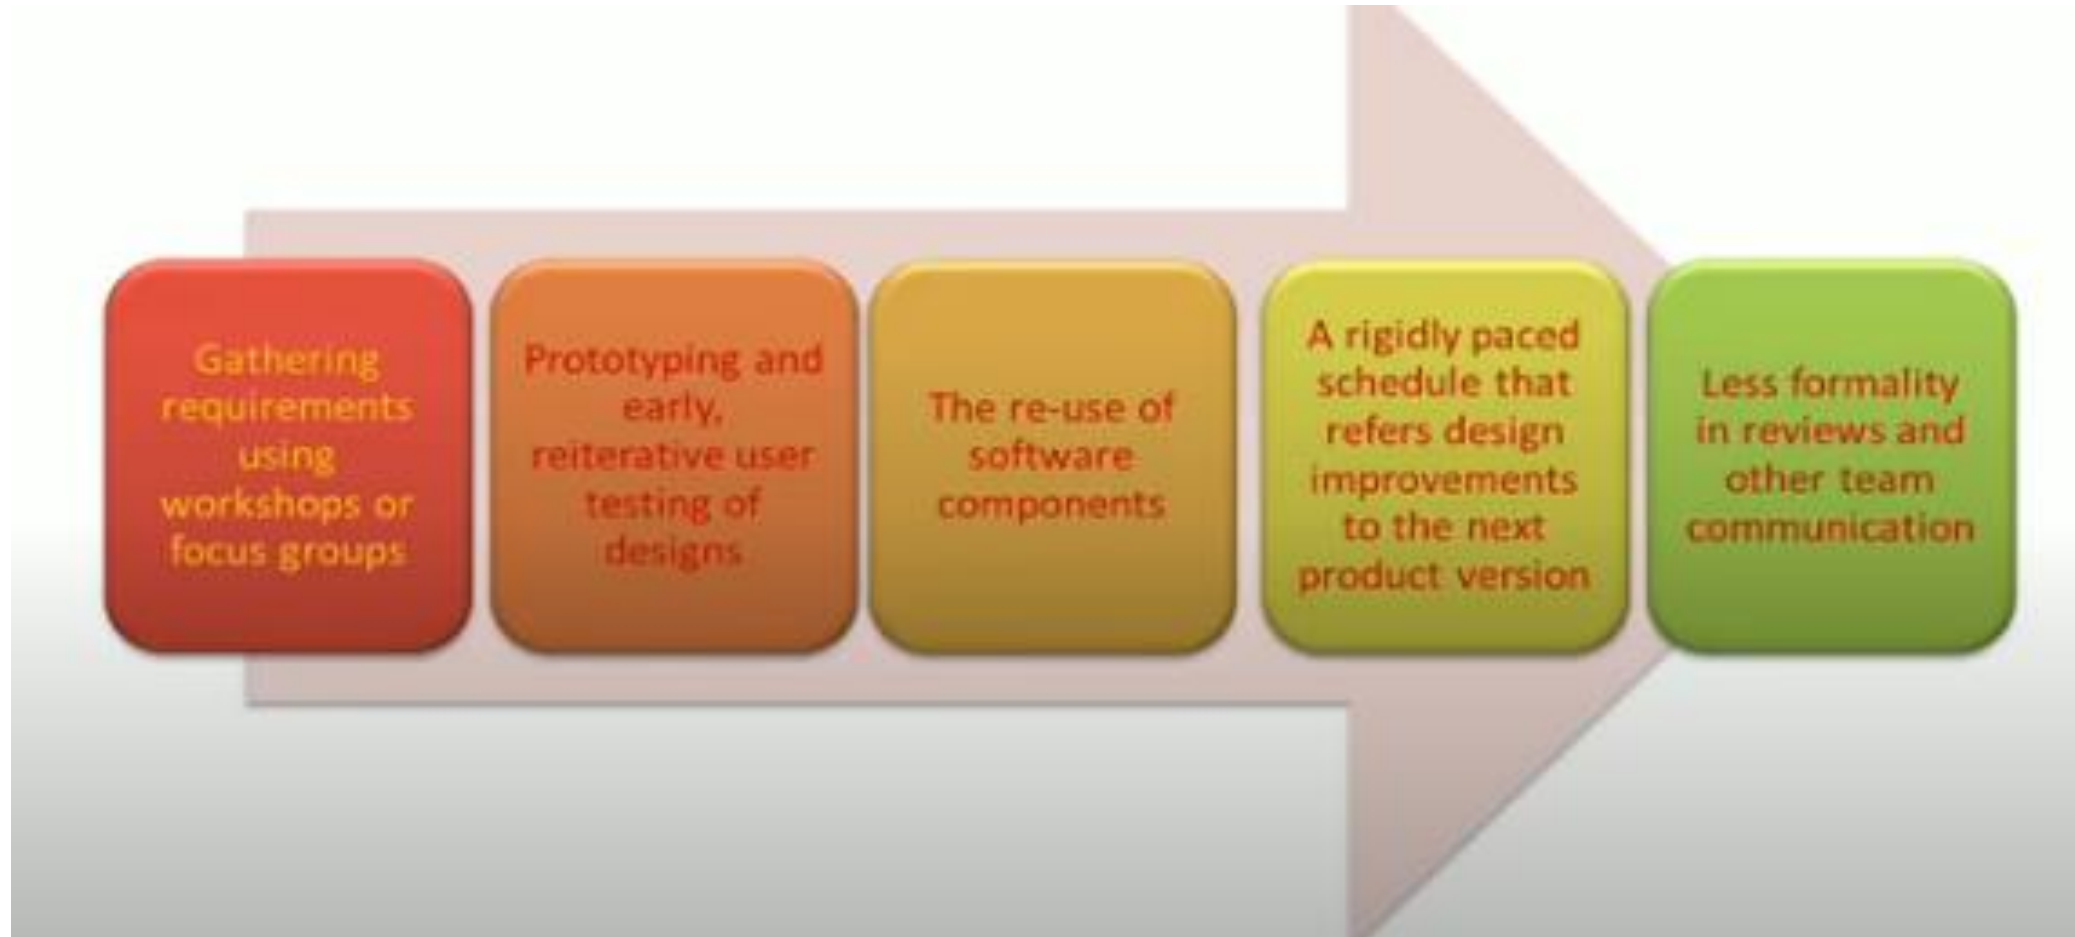 Gathering
requirements
using
workshops or
focus groups
Prototyping and
early,
reiterative user
testing of
designs
The re-use of
software
components
A rigidly paced
schedule that
refers design
improvements
to the next
product version
Less formality
in reviews and
other team
communication